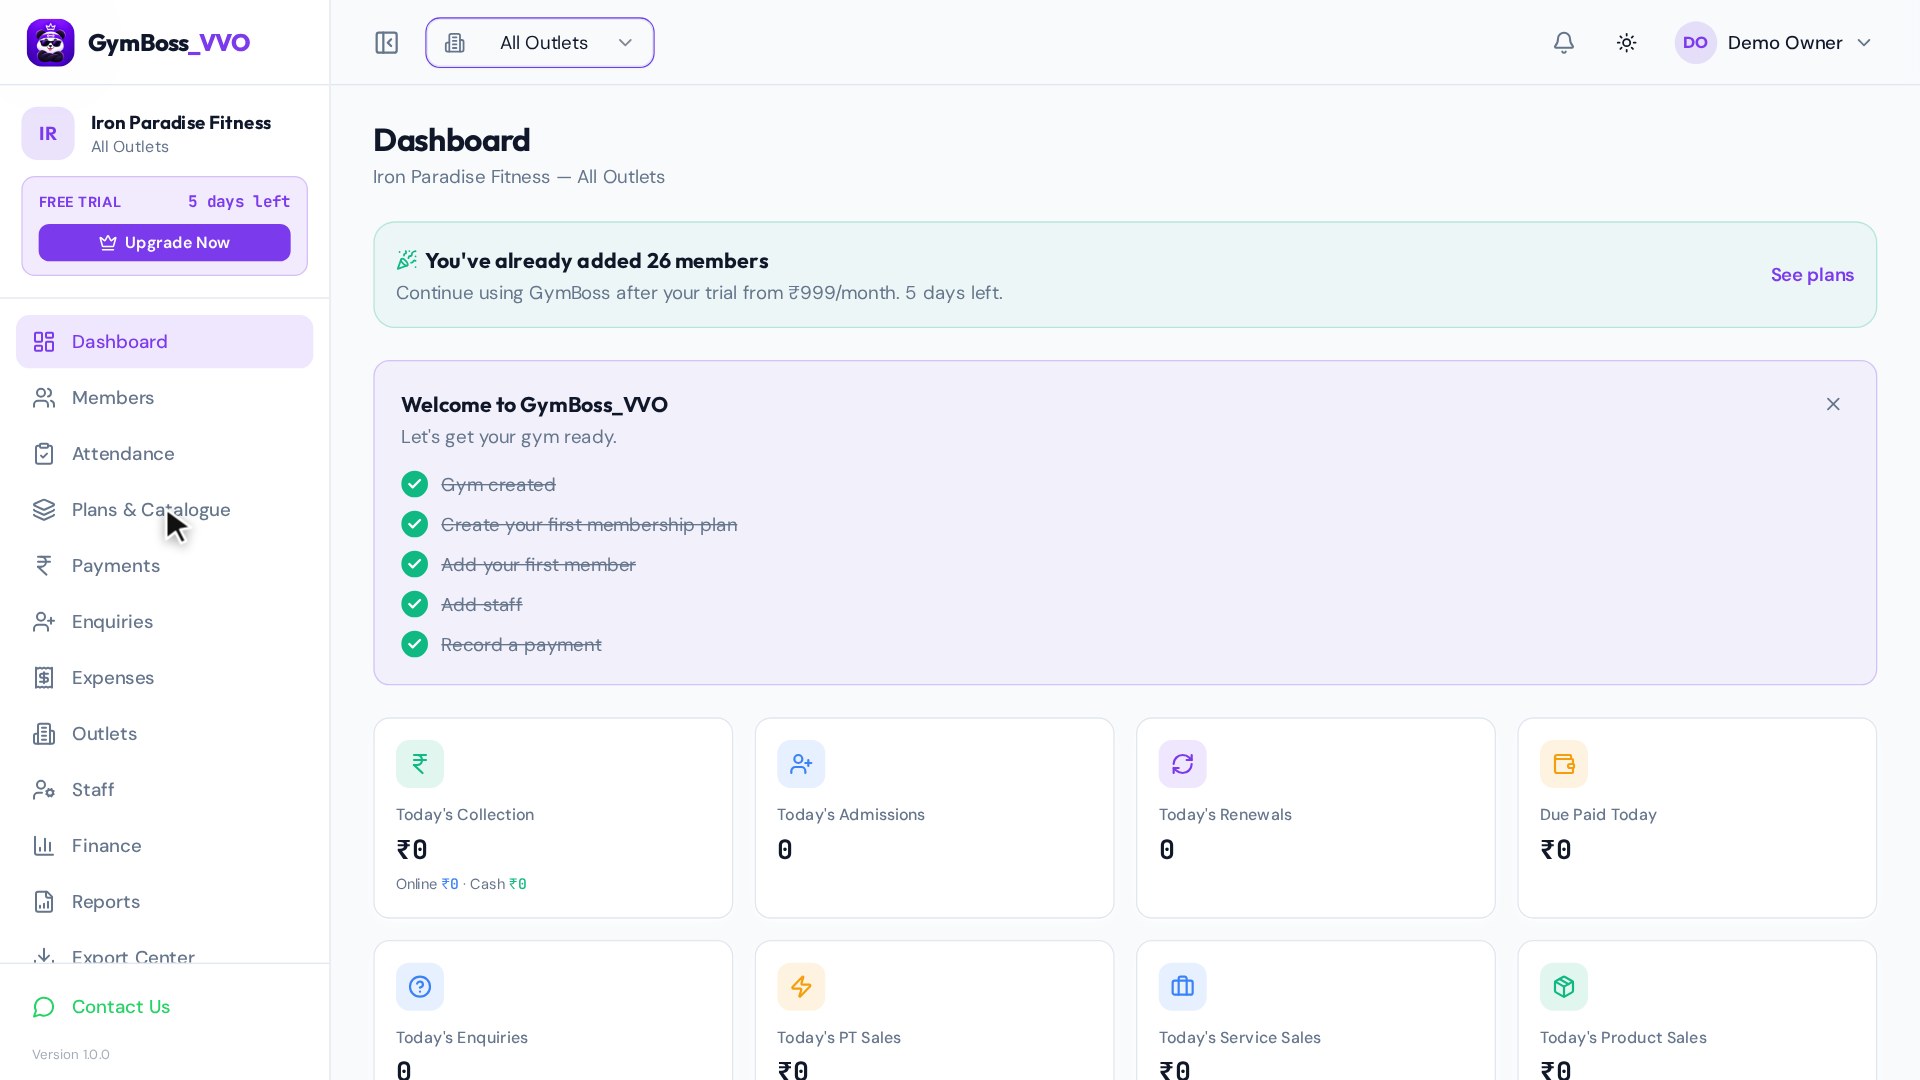 GymBoss_VVO
All Outlets
DO
Demo Owner
IR
Iron Paradise Fitness
All Outlets
FREE TRIAL
5 days left
Upgrade Now
Dashboard
Members
Attendance
Plans & Catalogue
Payments
Enquiries
Expenses
Outlets
Staff
Finance
Reports
Export Center
Contact Us
Version 1.0.0
Dashboard
Iron Paradise Fitness — All Outlets
You've already added 26 members
Continue using GymBoss after your trial from ₹999/month. 5 days left.
See plans
Welcome to GymBoss_VVO
Let's get your gym ready.
Gym created
Create your first membership plan
Add your first member
Add staff
Record a payment
Today's Collection
₹0
Online ₹0 · Cash ₹0
Today's Admissions
0
Today's Renewals
0
Due Paid Today
₹0
Today's Enquiries
0
Today's PT Sales
₹0
Today's Service Sales
₹0
Today's Product Sales
₹0